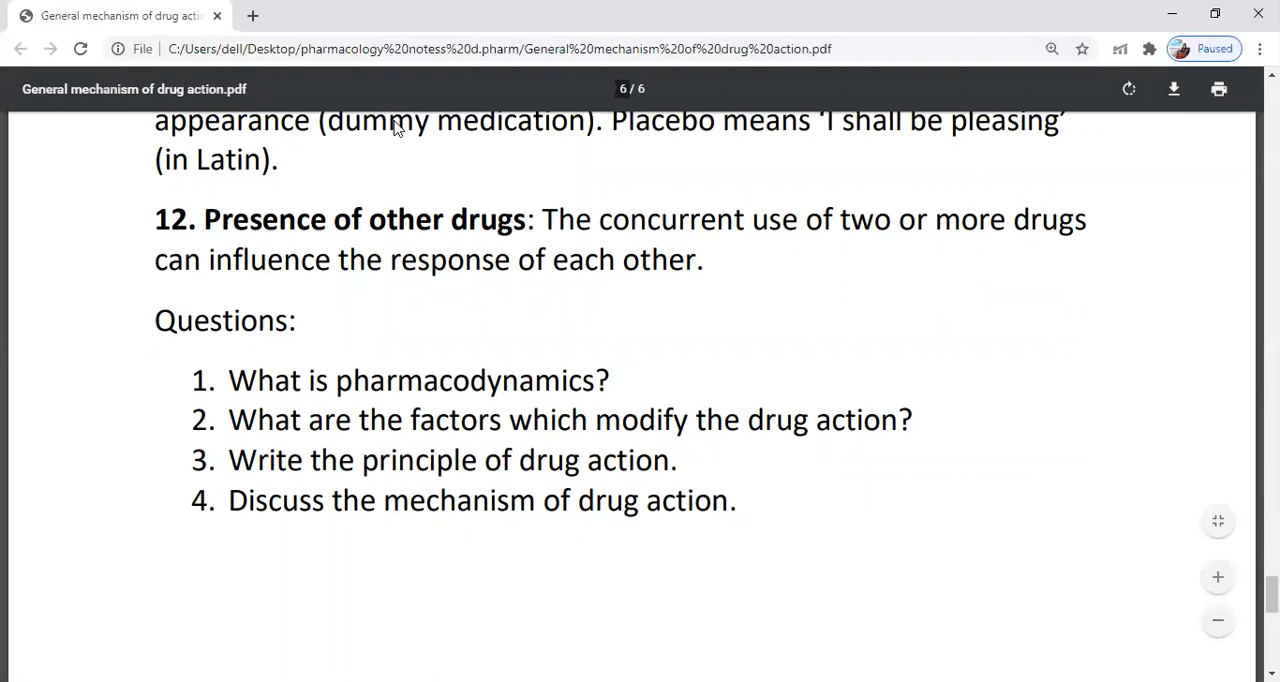 General mechanism of drug actic
File
C:/Users/dell/Desktop/pharmacology%20notess%20d.pharm/General%20mechanism%20of%20drug%20action.pdf
Paused
General mechanism of drug action.pdf
6 / 6
appearance (dummy medication). Placebo means ‘I shall be pleasing’
(in Latin).
12. Presence of other drugs: The concurrent use of two or more drugs
can influence the response of each other.
Questions:
1. What is pharmacodynamics?
2. What are the factors which modify the drug action?
3. Write the principle of drug action.
4. Discuss the mechanism of drug action.